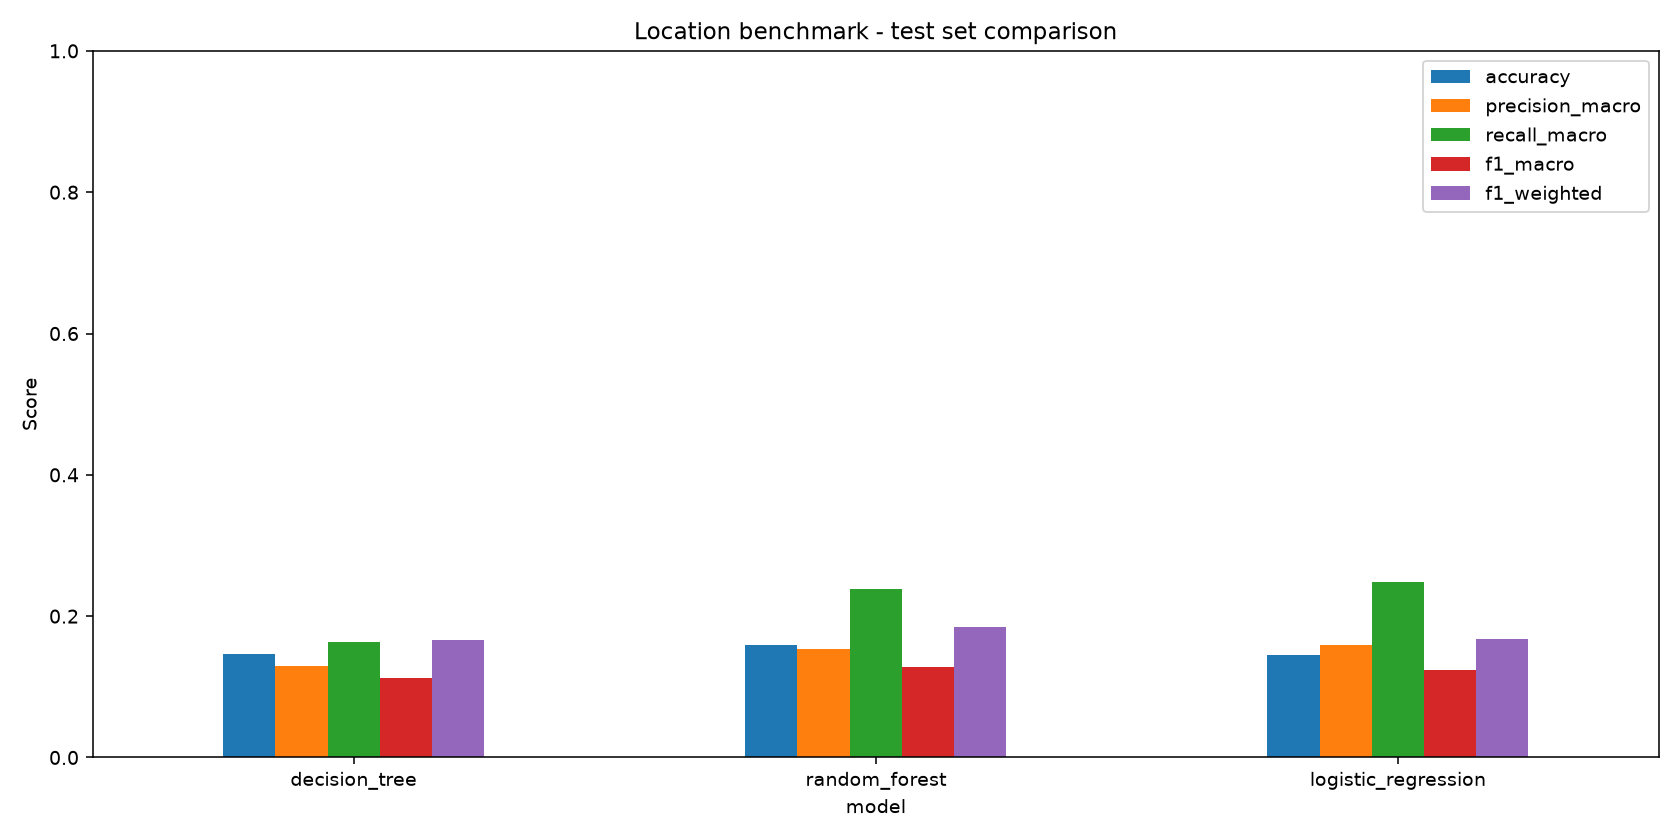 Location benchmark - test set comparison
1.0
0.8
0.6
0.4
0.2
0.0
Score
accuracy
precision_macro
recall_macro
f1_macro
f1_weighted
decision_tree
random_forest
logistic_regression
model